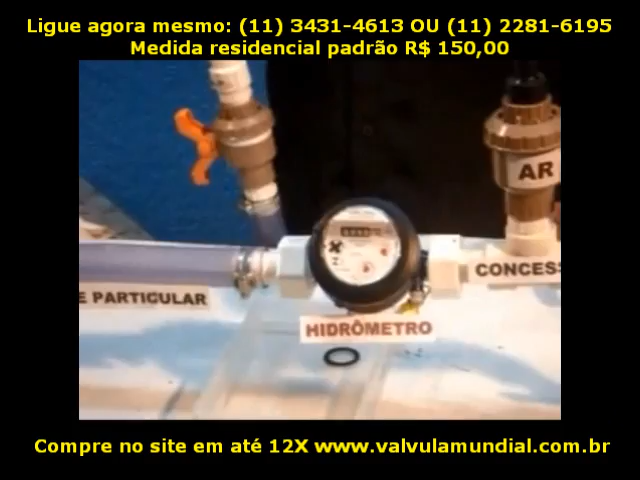 Ligue agora mesmo: (11) 3431-4613 OU (11) 2281-6195
Medida residencial padrão R$ 150,00
AR
CONCESS
E PARTICULAR
HIDRÔMETRO
Compre no site em até 12X www.valvulamundial.com.br